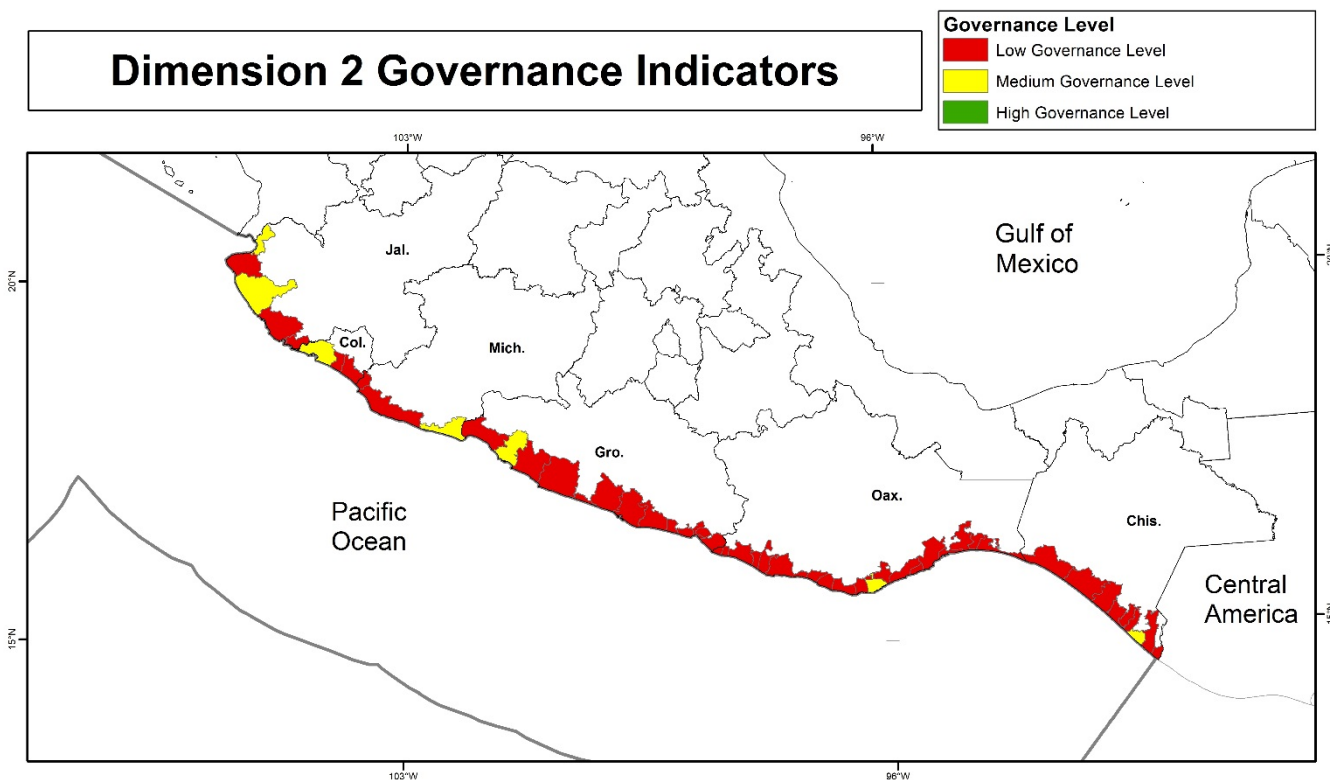 Dimension 2 Governance Indicators
Governance Level
Low Governance Level
Medium Governance Level
High Governance Level
103°W
96°W
Gulf of
Mexico
Jal.
20°N
Col.
Mich.
Gro.
Pacific
Ocean
Oax.
Chis.
Central
America
15°N
15°N
103°W
96°W